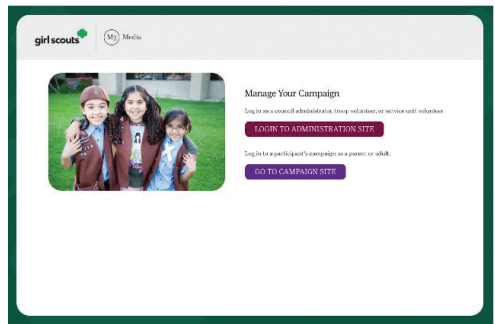 girl scouts
M2 Media
Manage Your Campaign
Log in as a council administrator, troop volunteer, or service unit volunteer
LOGIN TO ADMINISTRATION SITE
Log in to a participant's campaign as a parent or adult.
GO TO CAMPAIGN SITE